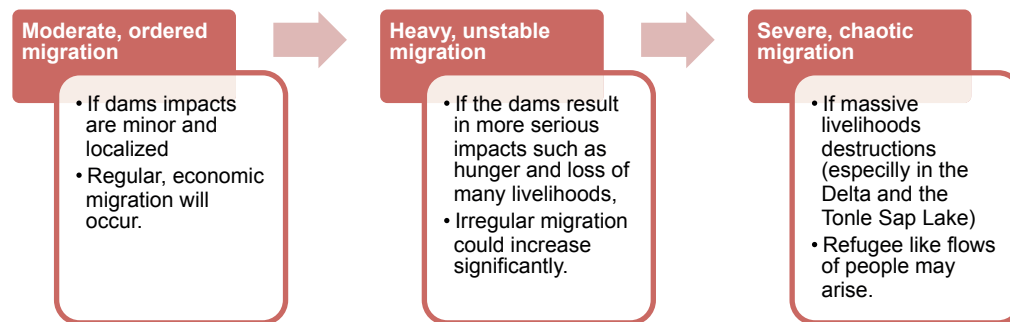 Moderate, ordered
migration
• If dams impacts
are minor and
localized
• Regular, economic
migration will
occur.
Heavy, unstable
migration
• If the dams result
in more serious
impacts such as
hunger and loss of
many livelihoods,
• Irregular migration
could increase
significantly.
Severe, chaotic
migration
• If massive
livelihoods
destructions
(especilly in the
Delta and the
Tonle Sap Lake)
• Refugee like flows
of people may
arise.